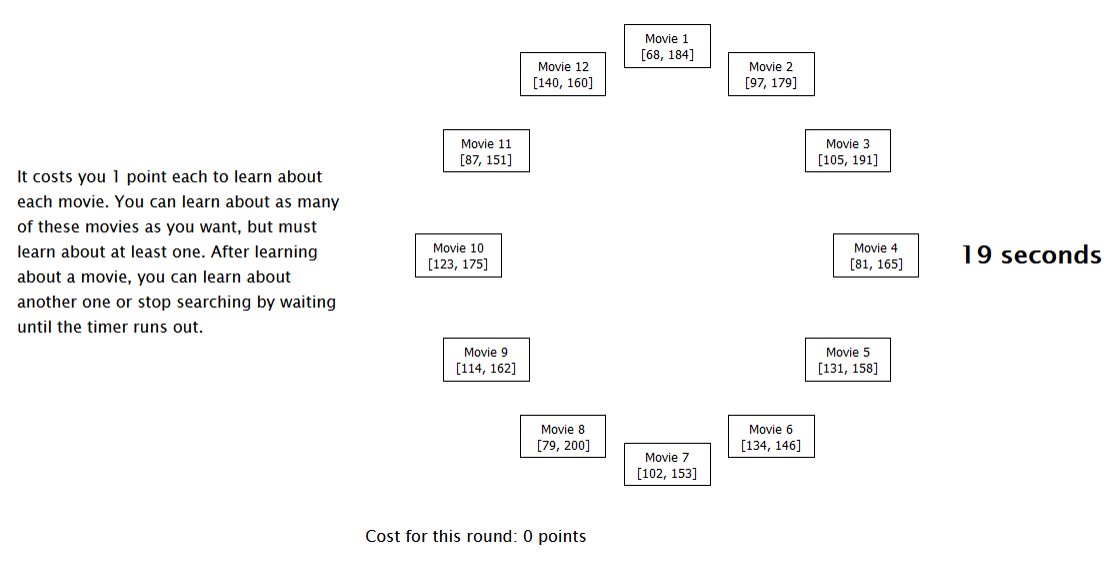 It costs you 1 point each to learn about
each movie. You can learn about as many
of these movies as you want, but must
learn about at least one. After learning
about a movie, you can learn about
another one or stop searching by waiting
until the timer runs out.
Movie 1
[68, 184]
Movie 2
[97, 179]
Movie 3
[105, 191]
Movie 4
[81, 165]
Movie 5
[131, 158]
Movie 6
[134, 146]
Movie 7
[102, 153]
Movie 8
[79, 200]
Movie 9
[114, 162]
Movie 10
[123, 175]
Movie 11
[87, 151]
Movie 12
[140, 160]
19 seconds
Cost for this round: 0 points